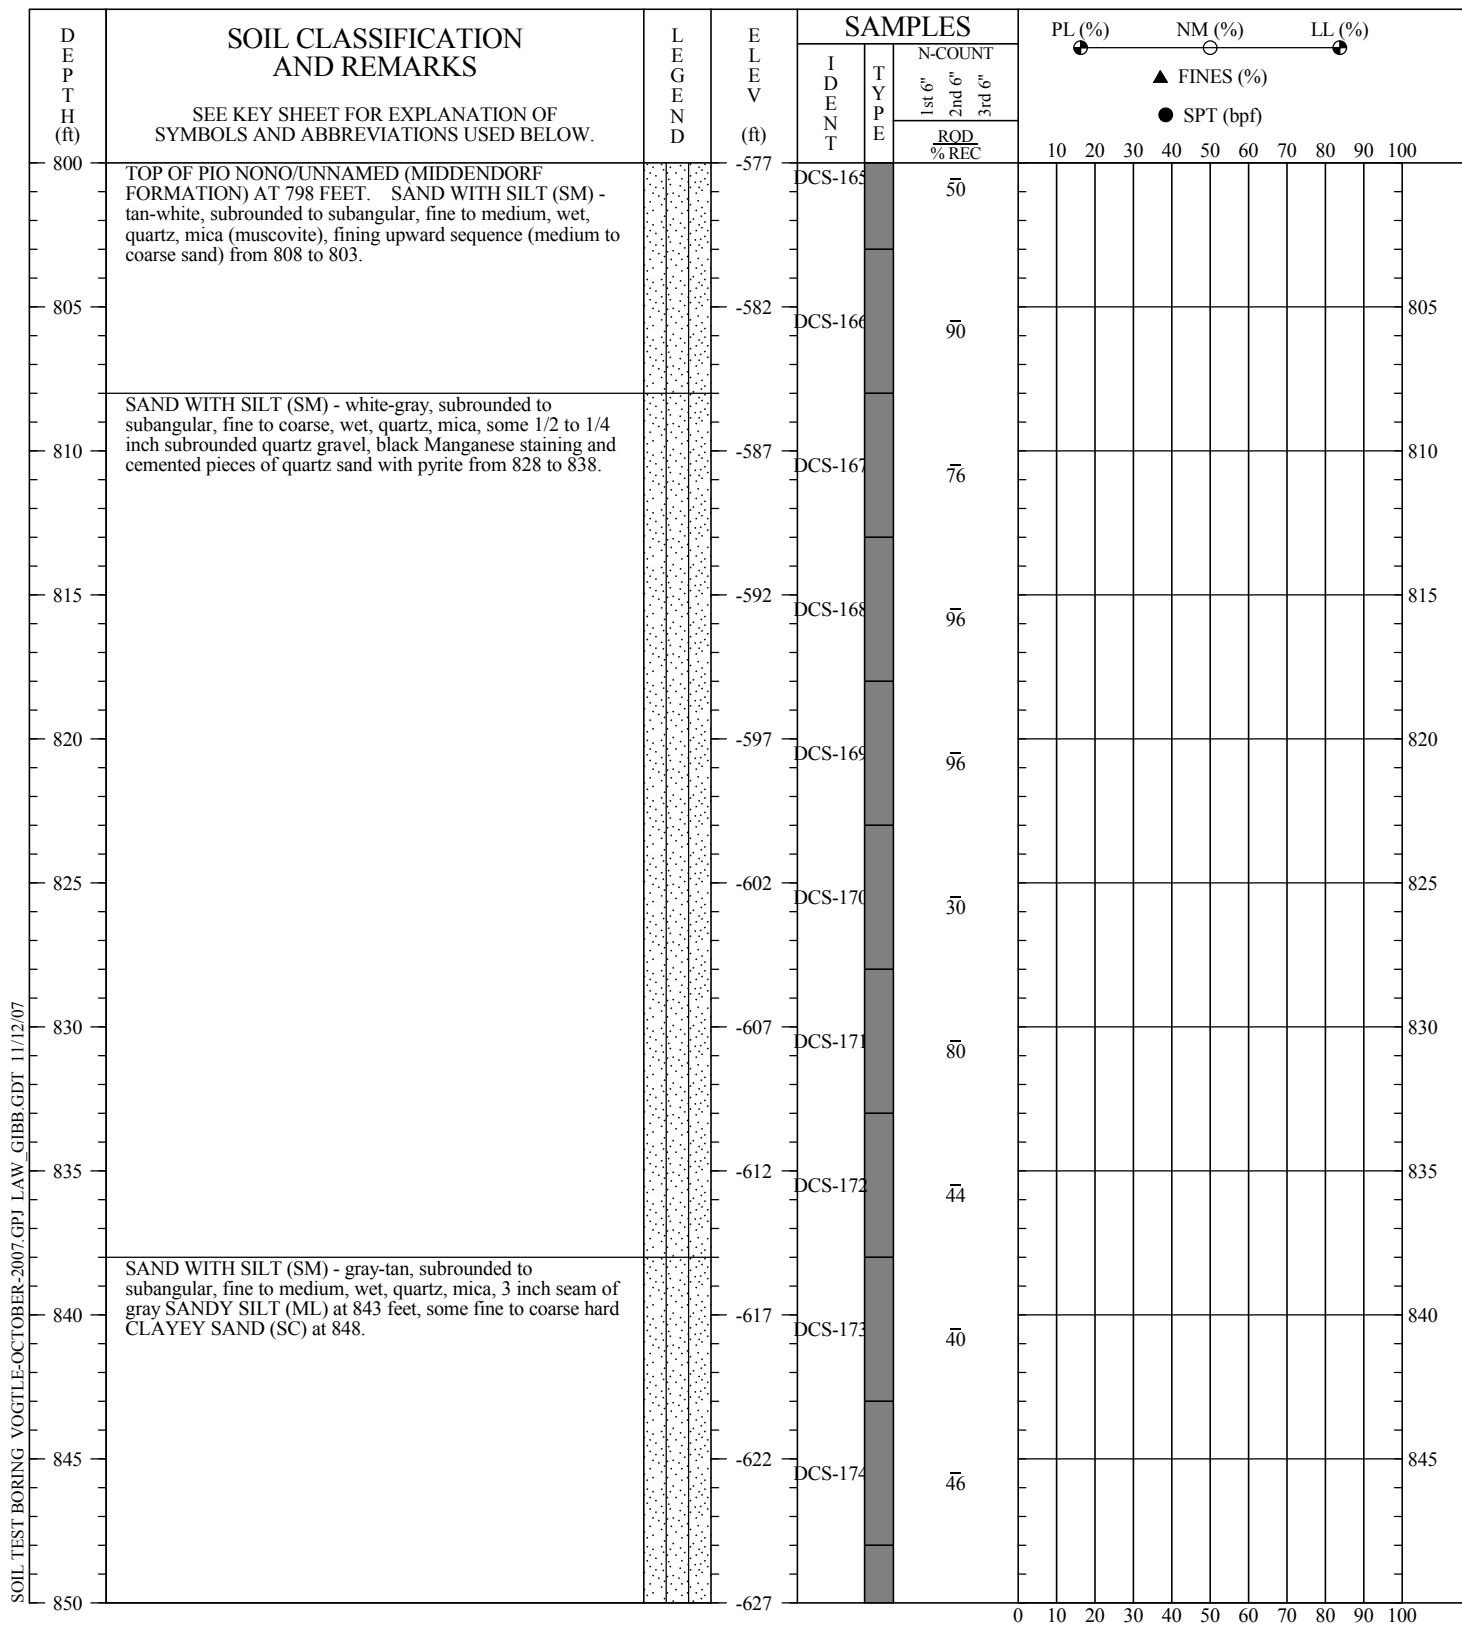 DEPTH (ft)
SOIL CLASSIFICATION
AND REMARKS
SEE KEY SHEET FOR EXPLANATION OF
SYMBOLS AND ABBREVIATIONS USED BELOW.
LEGEND
ELEV (ft)
SAMPLES
IDENT
TYPE
N-COUNT
1st 6"
2nd 6"
3rd 6"
RQD
% REC
PL (%) NM (%) LL (%)
▲ FINES (%)
● SPT (bpf)
10 20 30 40 50 60 70 80 90 100
800
TOP OF PIO NONO/UNNAMED (MIDDENDORF
FORMATION) AT 798 FEET. SAND WITH SILT (SM) -
tan-white, subrounded to subangular, fine to medium, wet,
quartz, mica (muscovite), fining upward sequence (medium to
coarse sand) from 808 to 803.
-577
DCS-165
50
805 -582 805
DCS-166
90
SAND WITH SILT (SM) - white-gray, subrounded to
subangular, fine to coarse, wet, quartz, mica, some 1/2 to 1/4
inch subrounded quartz gravel, black Manganese staining and
cemented pieces of quartz sand with pyrite from 828 to 838.
810 -587 810
DCS-167
76
815 -592 815
DCS-168
96
820 -597 820
DCS-169
96
825 -602 825
DCS-170
30
830 -607 830
DCS-171
80
835 -612 835
DCS-172
44
SAND WITH SILT (SM) - gray-tan, subrounded to
subangular, fine to medium, wet, quartz, mica, 3 inch seam of
gray SANDY SILT (ML) at 843 feet, some fine to coarse hard
CLAYEY SAND (SC) at 848.
840 -617 840
DCS-173
40
845 -622 845
DCS-174
46
850 -627
0 10 20 30 40 50 60 70 80 90 100
SOIL TEST BORING VOGTLE-OCTOBER-2007.GPJ LAW_GIBB.GDT 11/12/07